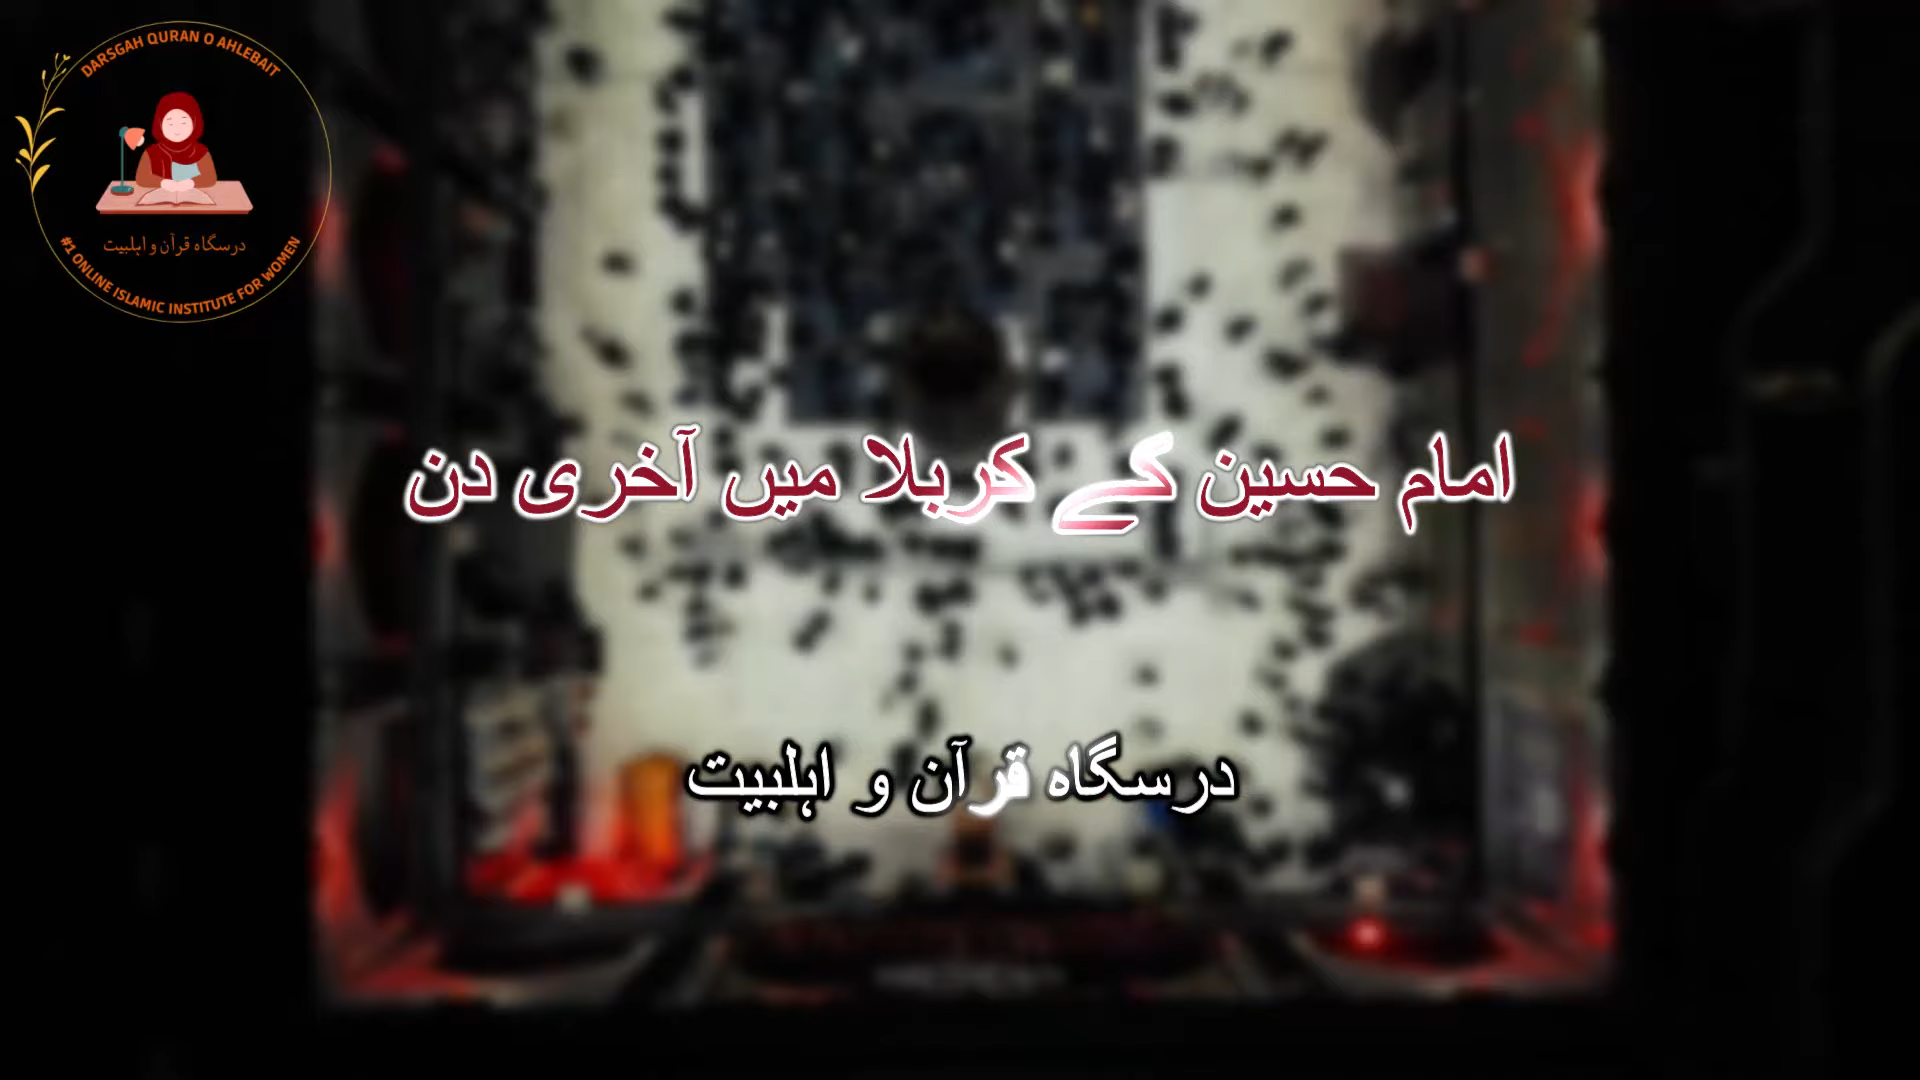 DARSGAH QURAN O AHLEBAIT
درسگاہ قرآن و اہلبیت
#1 ONLINE ISLAMIC INSTITUTE FOR WOMEN
امام حسین کے کربلا میں آخری دن
درسگاہ قرآن و اہلبیت